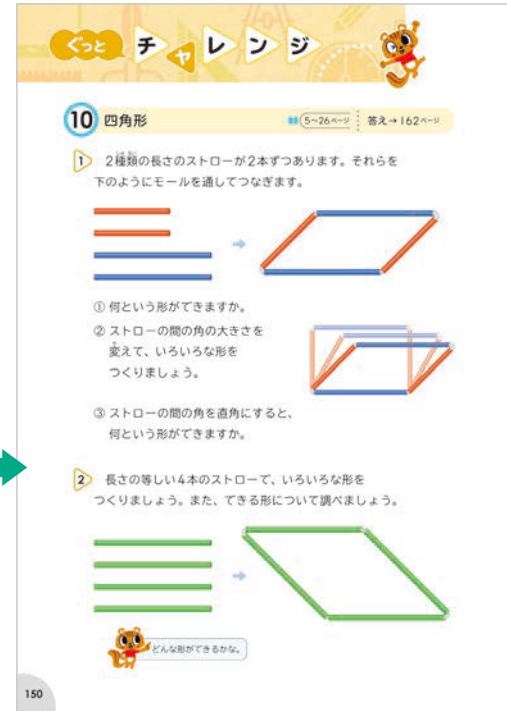 ぐっと チャレンジ
10 四角形 5~26ページ 答え→162ページ
1 2種類の長さのストローが2本ずつあります。それらを
しゅるい
下のようにモールを通してつなぎます。
① 何という形ができますか。
② ストローの間の角の大きさを
か
変えて、いろいろな形を
つくりましょう。
③ ストローの間の角を直角にすると、
何という形ができますか。
2 長さの等しい4本のストローで、いろいろな形を
つくりましょう。また、できる形について調べましょう。
どんな形ができるかな。
150